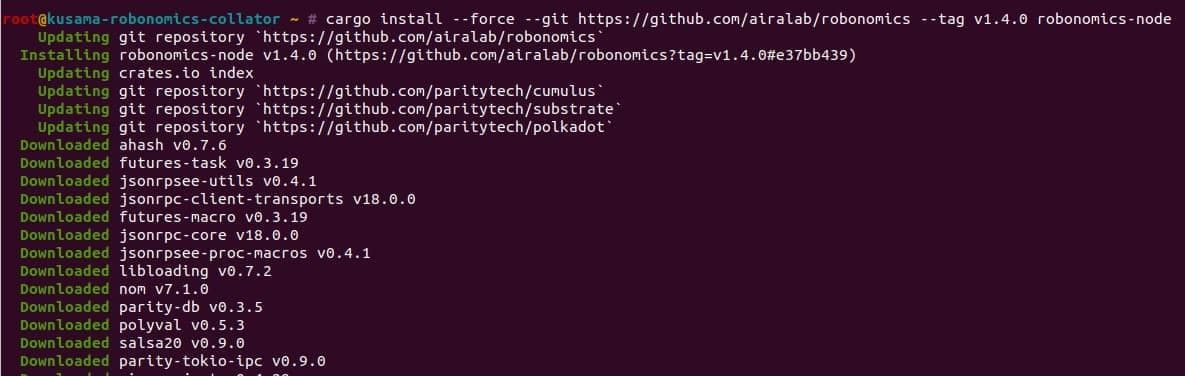 root@kusama-robonomics-collator ~ # cargo install --force --git https://github.com/airalab/robonomics --tag v1.4.0 robonomics-node
Updating git repository `https://github.com/airalab/robonomics`
Installing robonomics-node v1.4.0 (https://github.com/airalab/robonomics?tag=v1.4.0#e37bb439)
Updating crates.io index
Updating git repository `https://github.com/paritytech/cumulus`
Updating git repository `https://github.com/paritytech/substrate`
Updating git repository `https://github.com/paritytech/polkadot`
Downloaded ahash v0.7.6
Downloaded futures-task v0.3.19
Downloaded jsonrpsee-utils v0.4.1
Downloaded jsonrpc-client-transports v18.0.0
Downloaded futures-macro v0.3.19
Downloaded jsonrpc-core v18.0.0
Downloaded jsonrpsee-proc-macros v0.4.1
Downloaded libloading v0.7.2
Downloaded nom v7.1.0
Downloaded parity-db v0.3.5
Downloaded polyval v0.5.3
Downloaded salsa20 v0.9.0
Downloaded parity-tokio-ipc v0.9.0